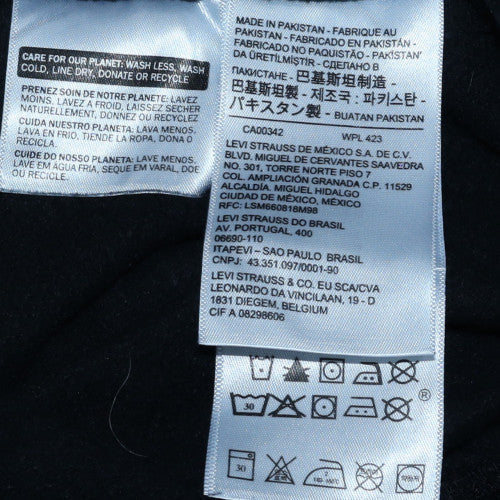 CARE FOR OUR PLANET: WASH LESS, WASH
COLD, LINE DRY, DONATE OR RECYCLE
PRENEZ SOIN DE NOTRE PLANETE: LAVEZ
MOINS, LAVEZ A FROID, LAISSEZ SECHER
NATURELLEMENT, DONNEZ OU RECYCLEZ
CUIDA NUESTRO PLANETA: LAVA MENOS,
LAVA EN FRIO, TIENDE LA ROPA, DONA O
RECICLA.
CUIDE DO NOSSO PLANETA: LAVE MENOS,
LAVE EM AGUA FRIA, SEQUE EM VARAL, DOE
OU RECICLE.
MADE IN PAKISTAN - FABRIQUE AU
PAKISTAN - FABRICADO EN PAKISTÁN -
FABRICADO NO PAQUISTÃO - PAKİSTAN'
DA ÜRETİLMİŞTİR - СДЕЛАНО В
ПАКИСТАНЕ - 巴基斯坦制造 -
巴基斯坦製 - 제조국 : 파키스탄 -
パキスタン製 - BUATAN PAKISTAN
CA00342 WPL 423
LEVI STRAUSS DE MÉXICO S.A. DE C.V.
BLVD. MIGUEL DE CERVANTES SAAVEDRA
NO. 301, TORRE NORTE PISO 7
COL. AMPLIACIÓN GRANADA C.P. 11529
ALCALDÍA, MIGUEL HIDALGO
CIUDAD DE MÉXICO, MÉXICO
RFC: LSM660818M98
LEVI STRAUSS DO BRASIL
AV. PORTUGAL, 400
06690-110
ITAPEVI – SAO PAULO BRASIL
CNPJ: 43.351.097/0001-90
LEVI STRAUSS & CO. EU SCA/CVA
LEONARDO DA VINCILAAN, 19 - D
1831 DIEGEM, BELGIUM
CIF A 08298606
®
30
30